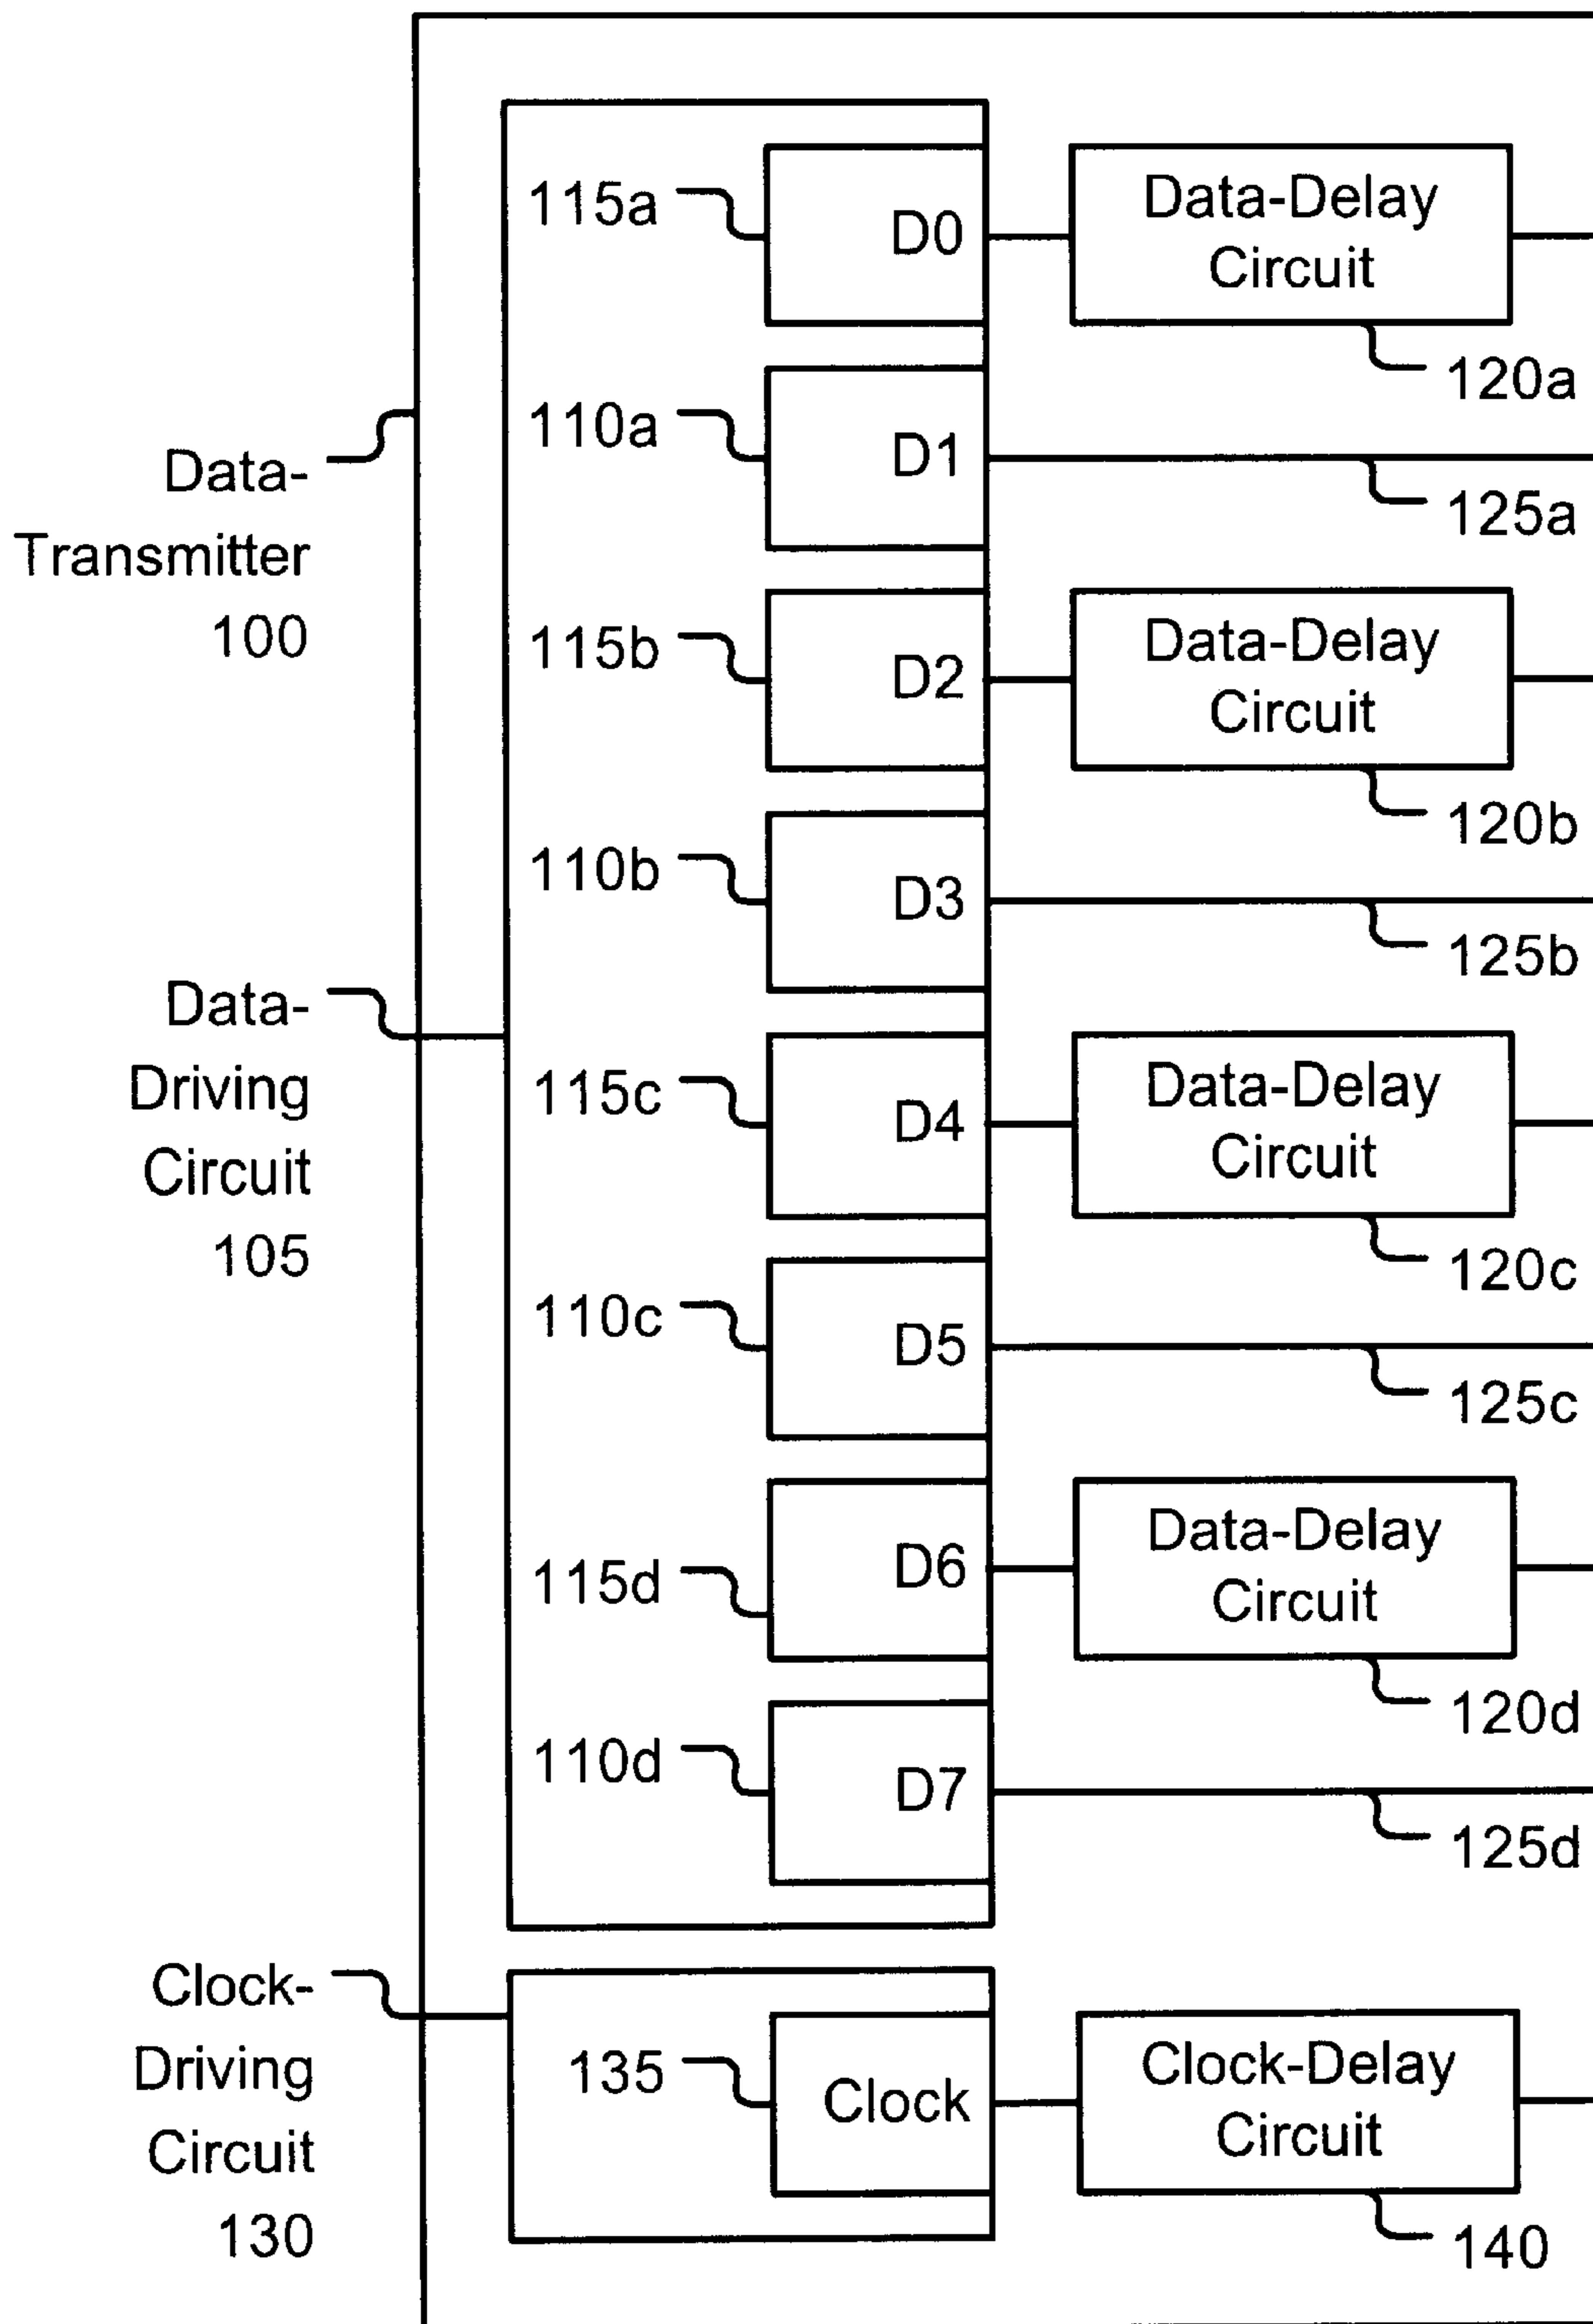 115a
D0
Data-Delay
Circuit
120a
110a
D1
125a
Data-
Transmitter
100
115b
D2
Data-Delay
Circuit
120b
110b
D3
125b
Data-
Driving
Circuit
105
115c
D4
Data-Delay
Circuit
120c
110c
D5
125c
115d
D6
Data-Delay
Circuit
120d
110d
D7
125d
Clock-
Driving
Circuit
130
135
Clock
Clock-Delay
Circuit
140